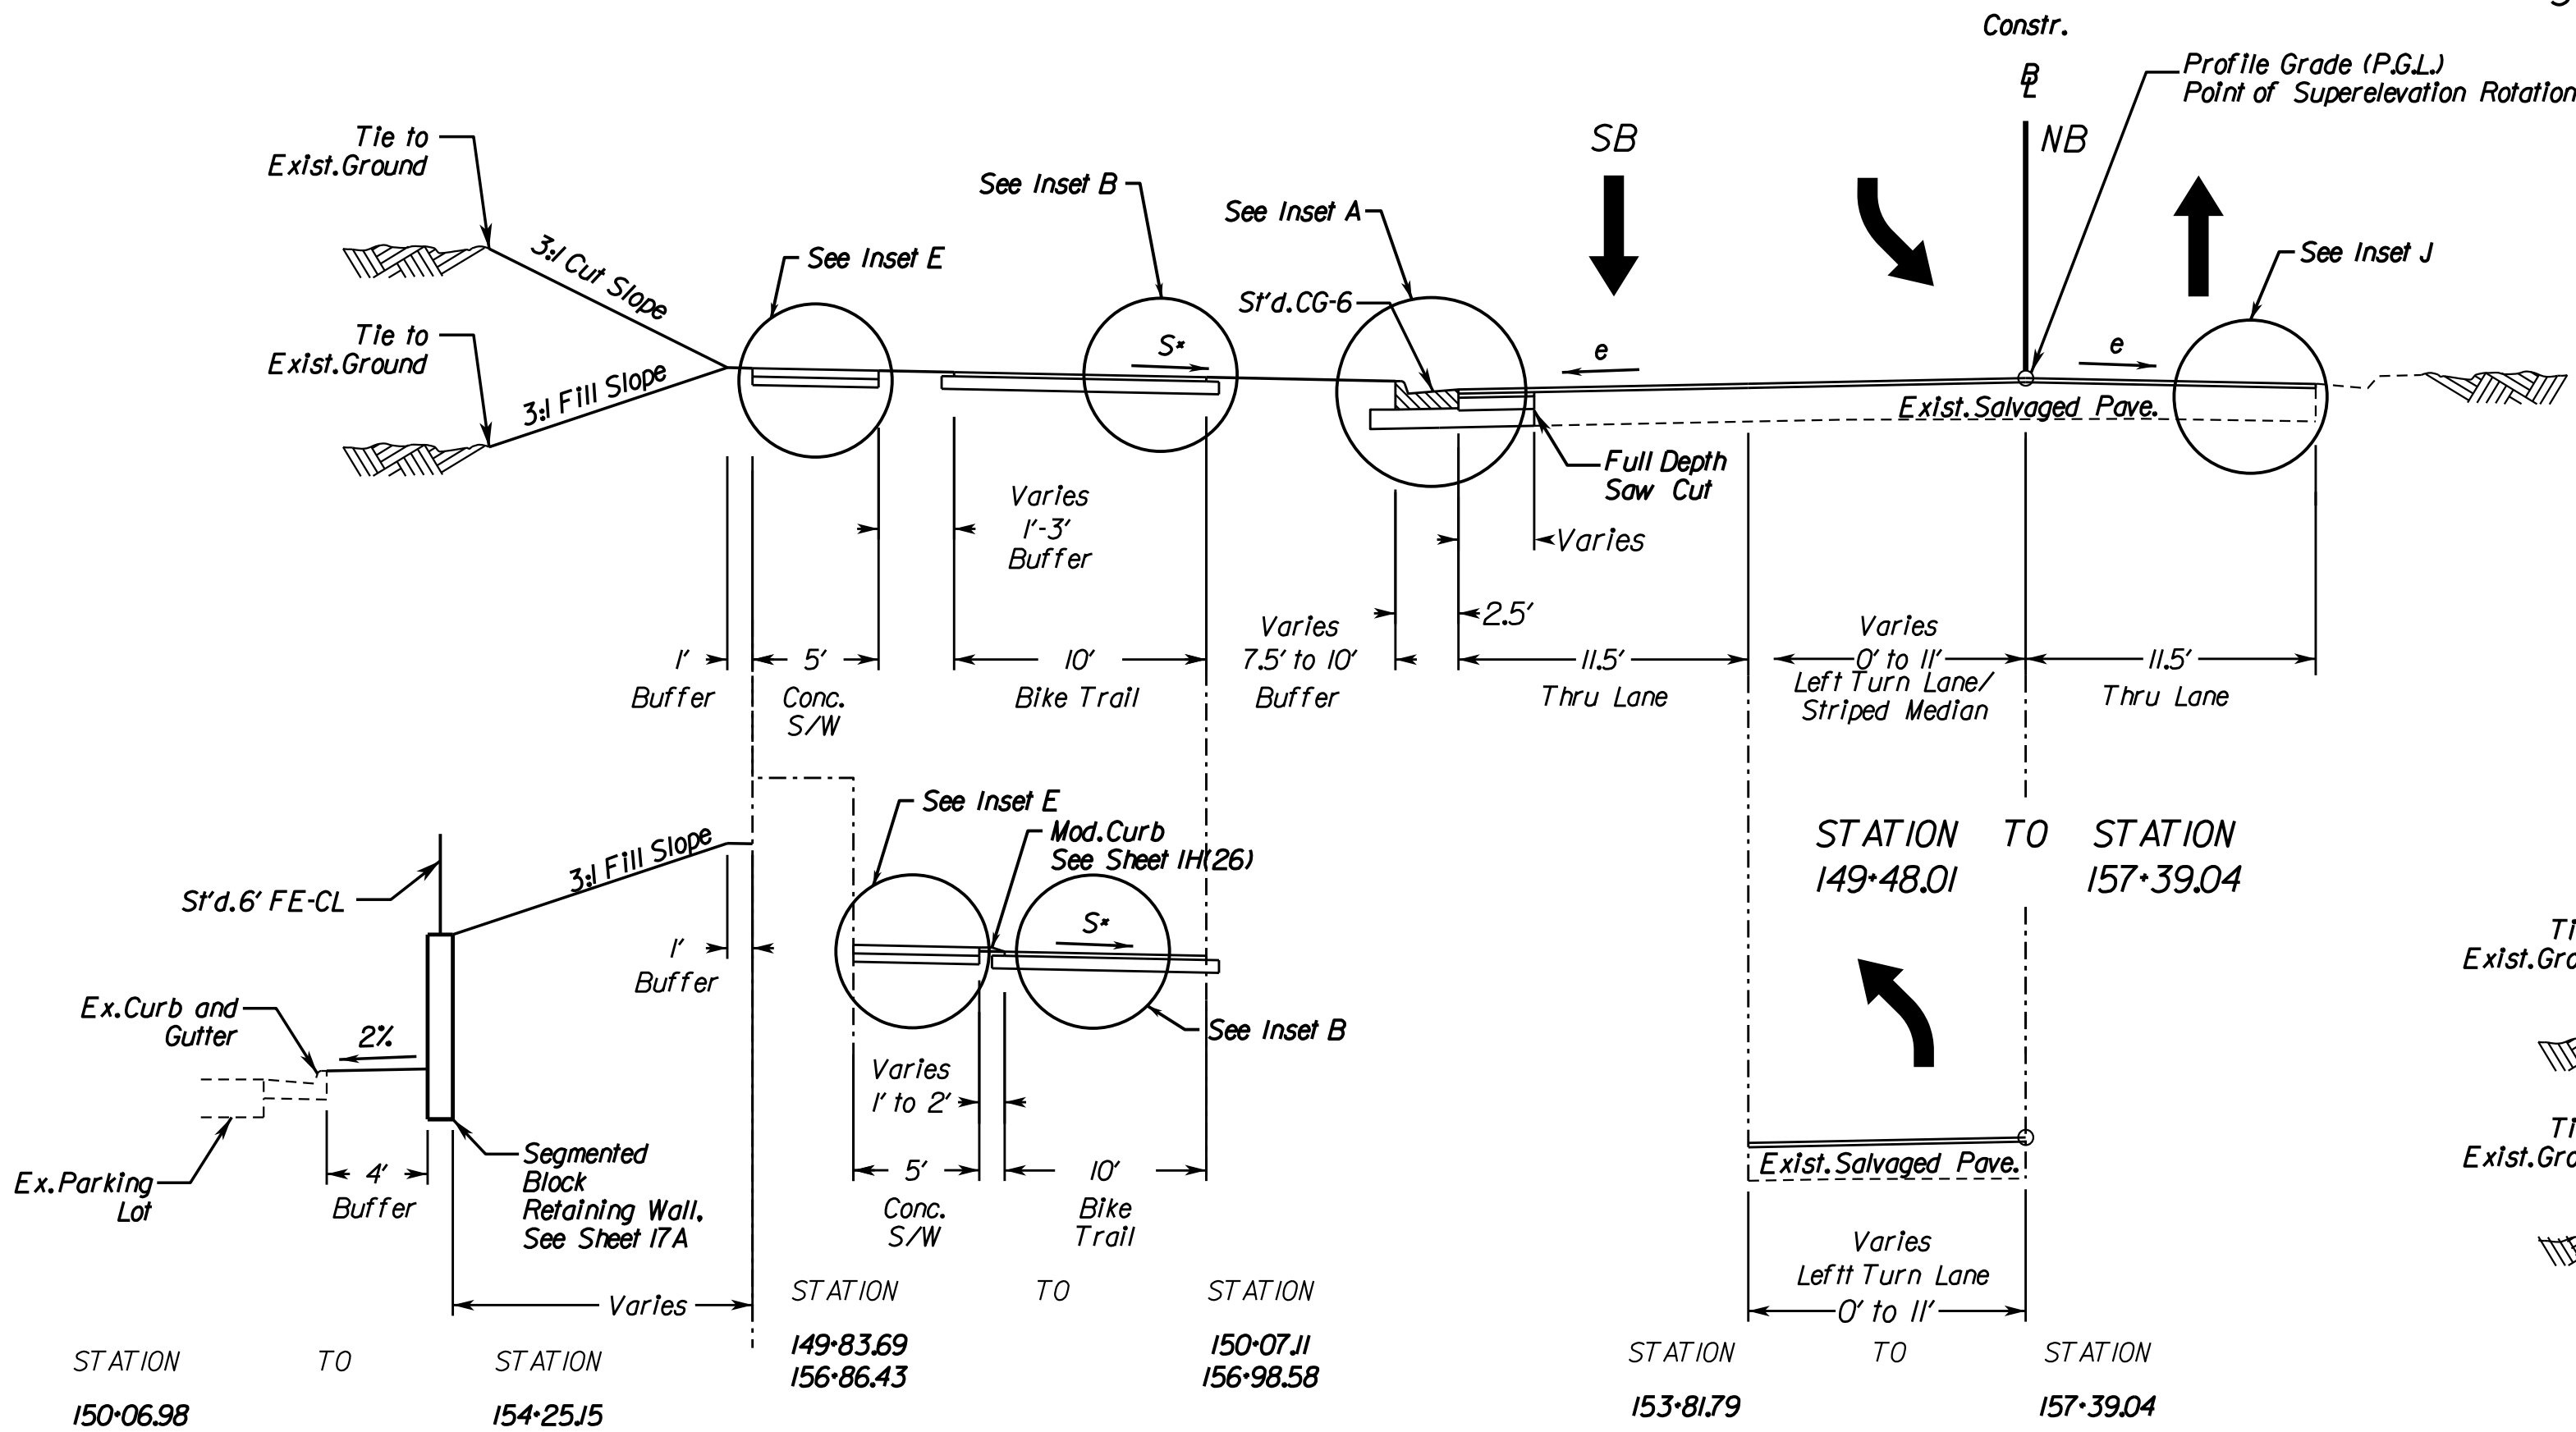 Constr.
BL
Profile Grade (P.G.L.)
Point of Superelevation Rotation
SB
NB
Tie to
Exist.Ground
See Inset B
See Inset A
See Inset E
See Inset J
3:1 Cut Slope
St'd.CG-6
S*
e
e
Tie to
Exist.Ground
3:1 Fill Slope
Exist.Salvaged Pave.
Full Depth
Saw Cut
Varies
1'-3'
Buffer
Varies
2.5'
1'
Buffer
5'
Conc.
S/W
10'
Bike Trail
Varies
7.5' to 10'
Buffer
11.5'
Thru Lane
Varies
0' to 11'
Left Turn Lane/
Striped Median
11.5'
Thru Lane
See Inset E
Mod.Curb
See Sheet 1H(26)
STATION TO STATION
149+48.01 157+39.04
3:1 Fill Slope
St'd.6' FE-CL
S*
1'
Buffer
Ex.Curb and
Gutter
2%
See Inset B
Varies
1' to 2'
Ex.Parking
Lot
4'
Buffer
Segmented
Block
Retaining Wall,
See Sheet 17A
5'
Conc.
S/W
10'
Bike
Trail
Exist.Salvaged Pave.
Varies
Leftt Turn Lane
0' to 11'
Varies
STATION TO STATION
149+83.69 150+07.11
156+86.43 156+98.58
STATION TO STATION
150+06.98 154+25.15
STATION TO STATION
153+81.79 157+39.04
Ti
Exist.Gro
Ti
Exist.Gro